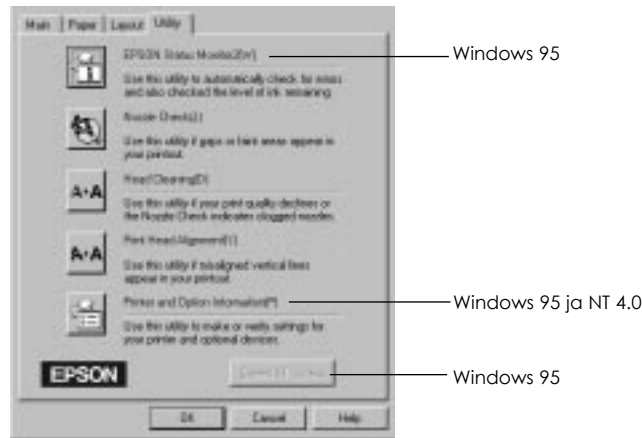 Main Paper Layout Utility
EPSON Status Monitor2(W) Windows 95
Use this utility to automatically check for errors
and also checked the level of ink remaining.
Nozzle Check(J)
Use this utility if gaps or faint areas appear in
your printout.
Head Cleaning(D)
Use this utility if your print quality declines or
the Nozzle Check indicates clogged nozzles.
Print Head Alignment(Y)
Use this utility if misaligned vertical lines
appear in your printout.
Printer and Option Information(P) Windows 95 ja NT 4.0
Use this utility to make or verify settings for
your printer and optional devices.
EPSON Windows 95
OK Cancel Help